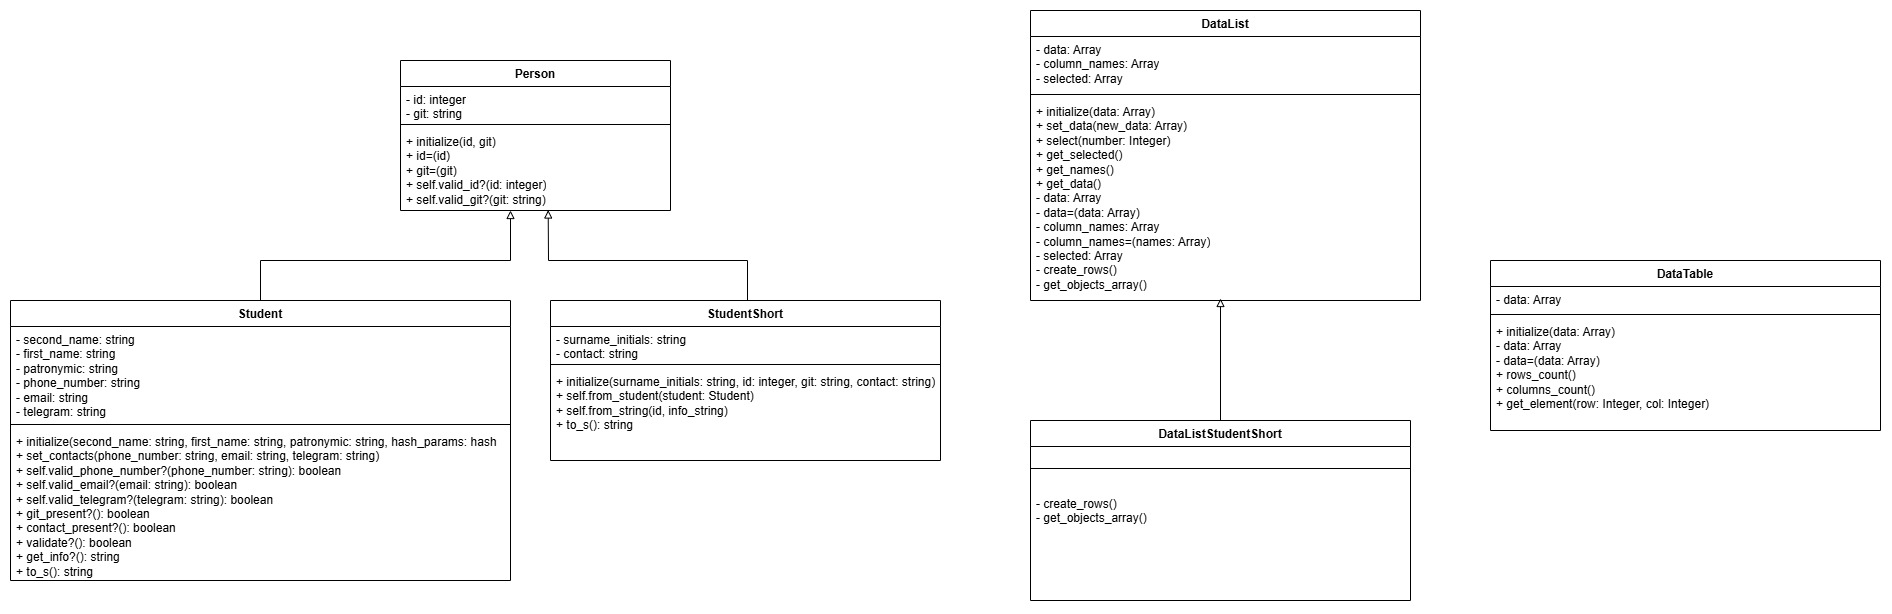 Person
- id: integer
- git: string
+ initialize(id, git)
+ id=(id)
+ git=(git)
+ self.valid_id?(id: integer)
+ self.valid_git?(git: string)
Student
- second_name: string
- first_name: string
- patronymic: string
- phone_number: string
- email: string
- telegram: string
+ initialize(second_name: string, first_name: string, patronymic: string, hash_params: hash
+ set_contacts(phone_number: string, email: string, telegram: string)
+ self.valid_phone_number?(phone_number: string): boolean
+ self.valid_email?(email: string): boolean
+ self.valid_telegram?(telegram: string): boolean
+ git_present?(): boolean
+ contact_present?(): boolean
+ validate?(): boolean
+ get_info?(): string
+ to_s(): string
StudentShort
- surname_initials: string
- contact: string
+ initialize(surname_initials: string, id: integer, git: string, contact: string)
+ self.from_student(student: Student)
+ self.from_string(id, info_string)
+ to_s(): string
DataList
- data: Array
- column_names: Array
- selected: Array
+ initialize(data: Array)
+ set_data(new_data: Array)
+ select(number: Integer)
+ get_selected()
+ get_names()
+ get_data()
- data: Array
- data=(data: Array)
- column_names: Array
- column_names=(names: Array)
- selected: Array
- create_rows()
- get_objects_array()
DataListStudentShort
- create_rows()
- get_objects_array()
DataTable
- data: Array
+ initialize(data: Array)
- data: Array
- data=(data: Array)
+ rows_count()
+ columns_count()
+ get_element(row: Integer, col: Integer)